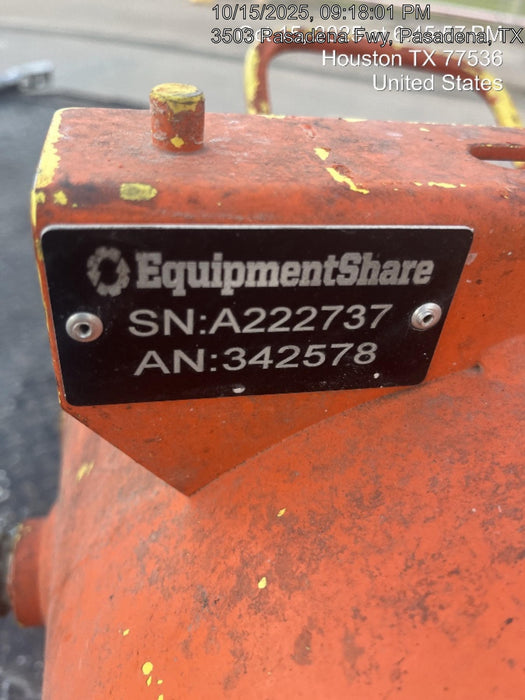 10/15/2025, 09:18:01 PM
3503 Pasadena Fwy, Pasadena, TX
Houston TX 77536
United States
EquipmentShare
SN:A222737
AN:342578